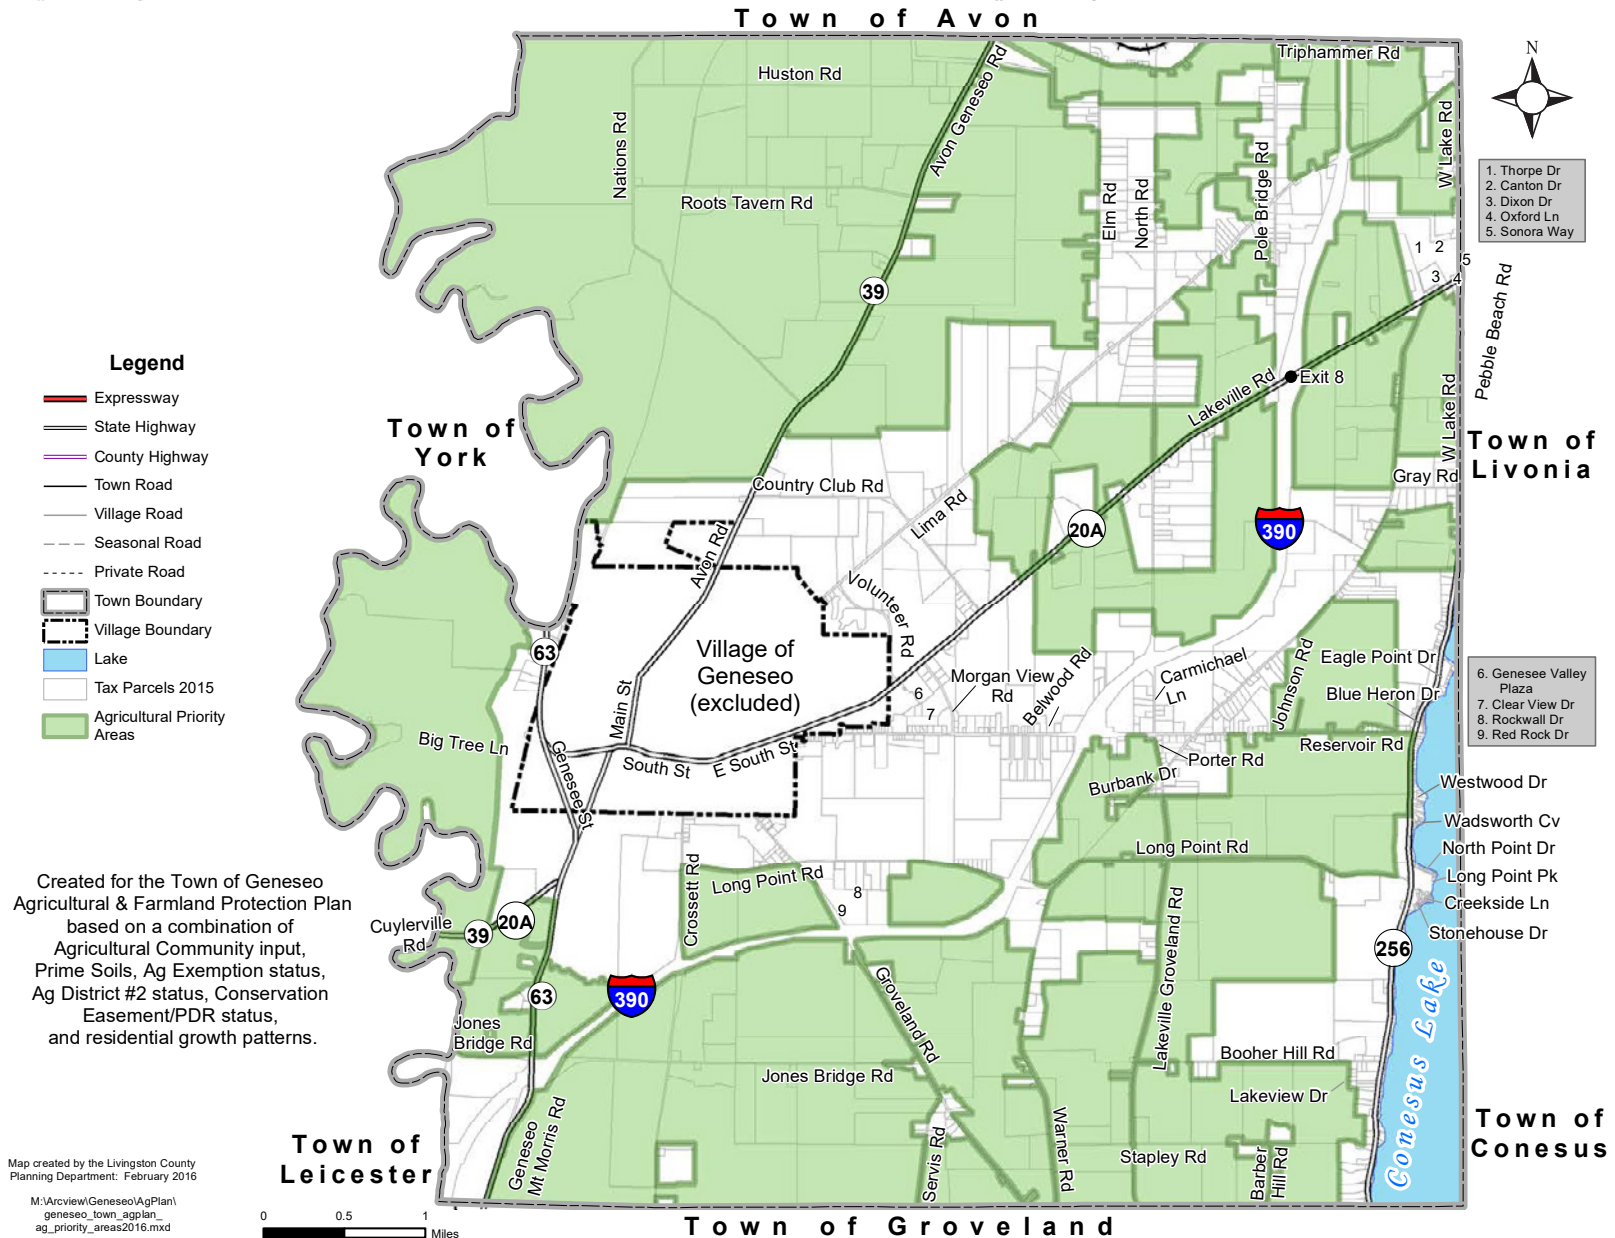 Town of Avon
Huston Rd
Triphammer Rd
Avon Geneseo Rd
Nations Rd
Roots Tavern Rd
Elm Rd
North Rd
Pole Bridge Rd
W Lake Rd
N
1. Thorpe Dr
2. Canton Dr
3. Dixon Dr
4. Oxford Ln
5. Sonora Way
1 2
5
3 4
39
Pebble Beach Rd
Exit 8
Lakeville Rd
W Lake Rd
Town of
Livonia
Gray Rd
Town of
York
Legend
Expressway
State Highway
County Highway
Town Road
Village Road
Seasonal Road
Private Road
Town Boundary
Village Boundary
Lake
Tax Parcels 2015
Agricultural Priority
Areas
Country Club Rd
Lima Rd
20A
390
Avon Rd
Volunteer Rd
63
Village of
Geneseo
(excluded)
Main St
Morgan View
Rd
6
7
Belwood Rd
Carmichael
Ln
Johnson Rd
Eagle Point Dr
Blue Heron Dr
6. Genesee Valley
Plaza
7. Clear View Dr
8. Rockwall Dr
9. Red Rock Dr
Big Tree Ln
Genesee St
South St
E South St
Reservoir Rd
Porter Rd
Burbank Dr
Westwood Dr
Wadsworth Cv
North Point Dr
Long Point Pk
Creekside Ln
Stonehouse Dr
Long Point Rd
Long Point Rd
Crossett Rd
8
9
Created for the Town of Geneseo
Agricultural & Farmland Protection Plan
based on a combination of
Agricultural Community input,
Prime Soils, Ag Exemption status,
Ag District #2 status, Conservation
Easement/PDR status,
and residential growth patterns.
Cuylerville
Rd
39
20A
63
390
256
Groveland Rd
Lakeville Groveland Rd
Conesus Lake
Jones
Bridge Rd
Jones Bridge Rd
Booher Hill Rd
Lakeview Dr
Geneseo
Mt Morris Rd
Servis Rd
Warner Rd
Stapley Rd
Barber
Hill Rd
Town of
Leicester
Town of
Conesus
Map created by the Livingston County
Planning Department: February 2016
M:\Arcview\Geneseo\AgPlan\
geneseo_town_agplan_
ag_priority_areas2016.mxd
0 0.5 1
Miles
Town of Groveland